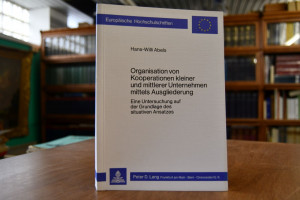 Europäische Hochschulschriften
Hans-Willi Abels
Organisation von
Kooperationen kleiner
und mittlerer Unternehmen
mittels Ausgliederung
Eine Untersuchung auf
der Grundlage des
situativen Ansatzes
Peter D. Lang